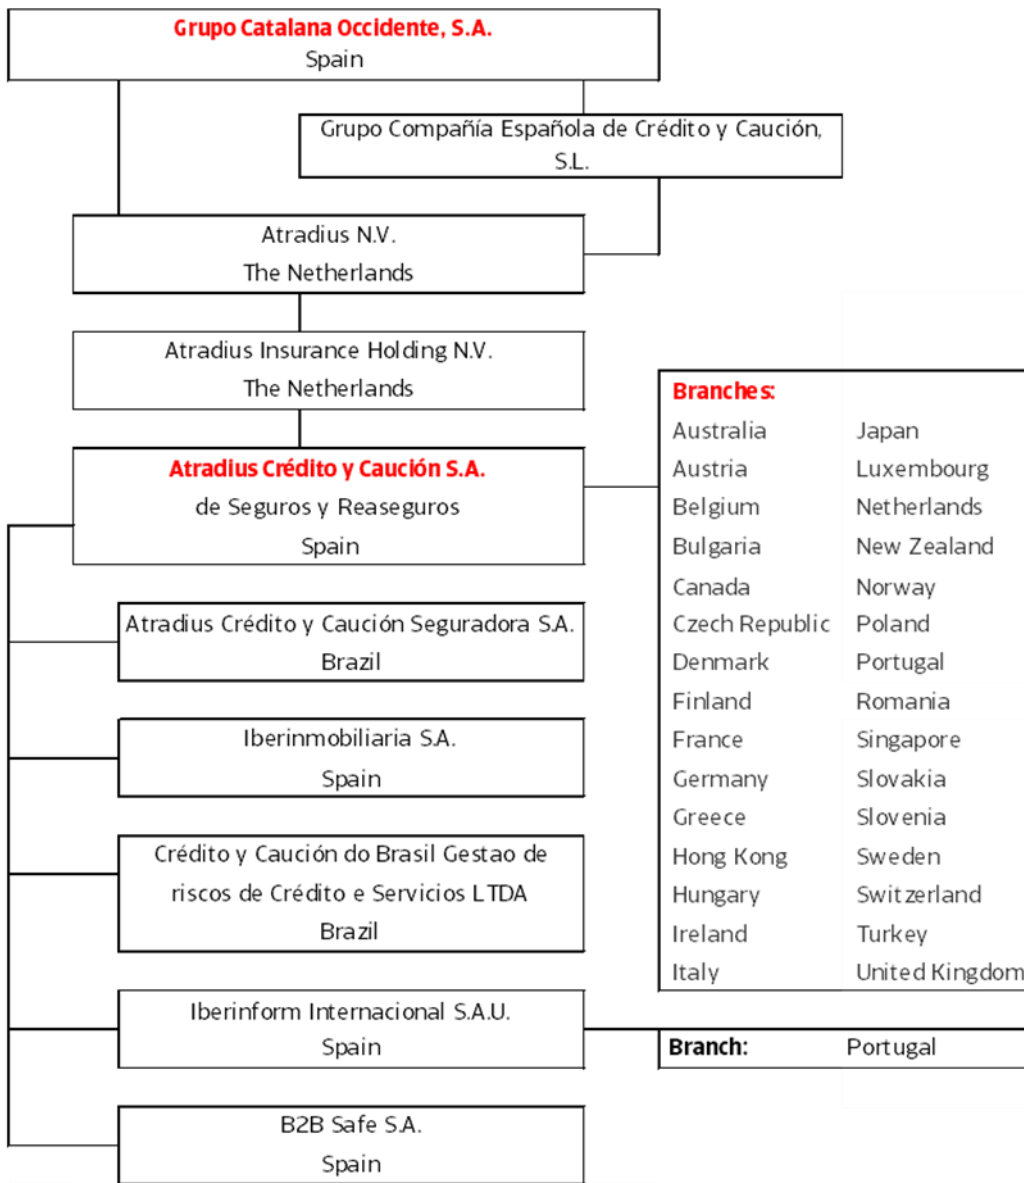 Grupo Catalana Occidente, S.A.
Spain
Grupo Compañía Española de Crédito y Caución,
S.L.
Atradius N.V.
The Netherlands
Atradius Insurance Holding N.V.
The Netherlands
Atradius Crédito y Caución S.A.
de Seguros y Reaseguros
Spain
Branches:
Australia Japan
Austria Luxembourg
Belgium Netherlands
Bulgaria New Zealand
Canada Norway
Czech Republic Poland
Denmark Portugal
Finland Romania
France Singapore
Germany Slovakia
Greece Slovenia
Hong Kong Sweden
Hungary Switzerland
Ireland Turkey
Italy United Kingdom
Atradius Crédito y Caución Seguradora S.A.
Brazil
Iberinmobiliaria S.A.
Spain
Crédito y Caución do Brasil Gestao de
riscos de Crédito e Servicios LTDA
Brazil
Iberinform Internacional S.A.U.
Spain
Branch: Portugal
B2B Safe S.A.
Spain